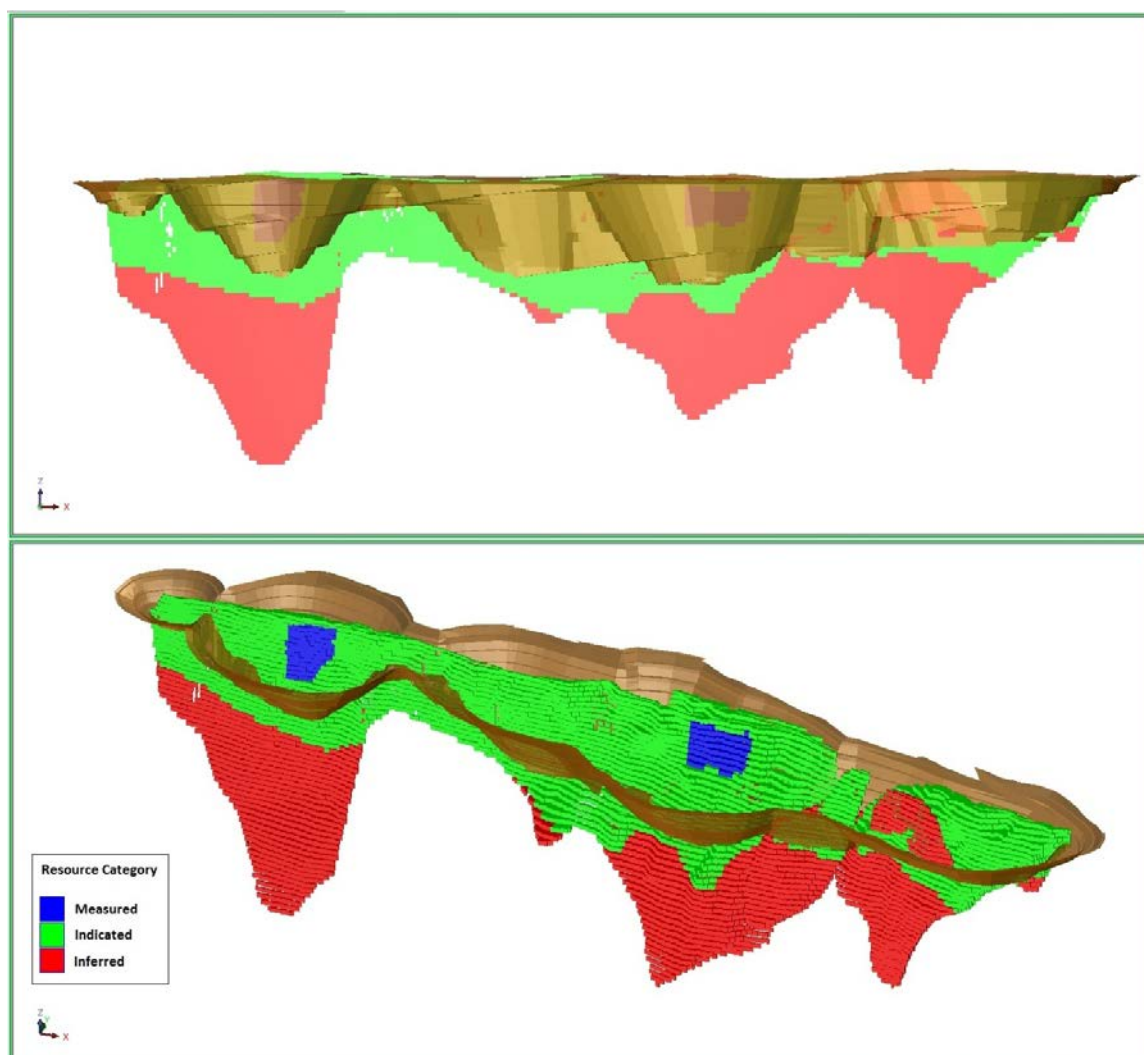 Z
X
Resource Category
Measured
Indicated
Inferred
Z
Y
X